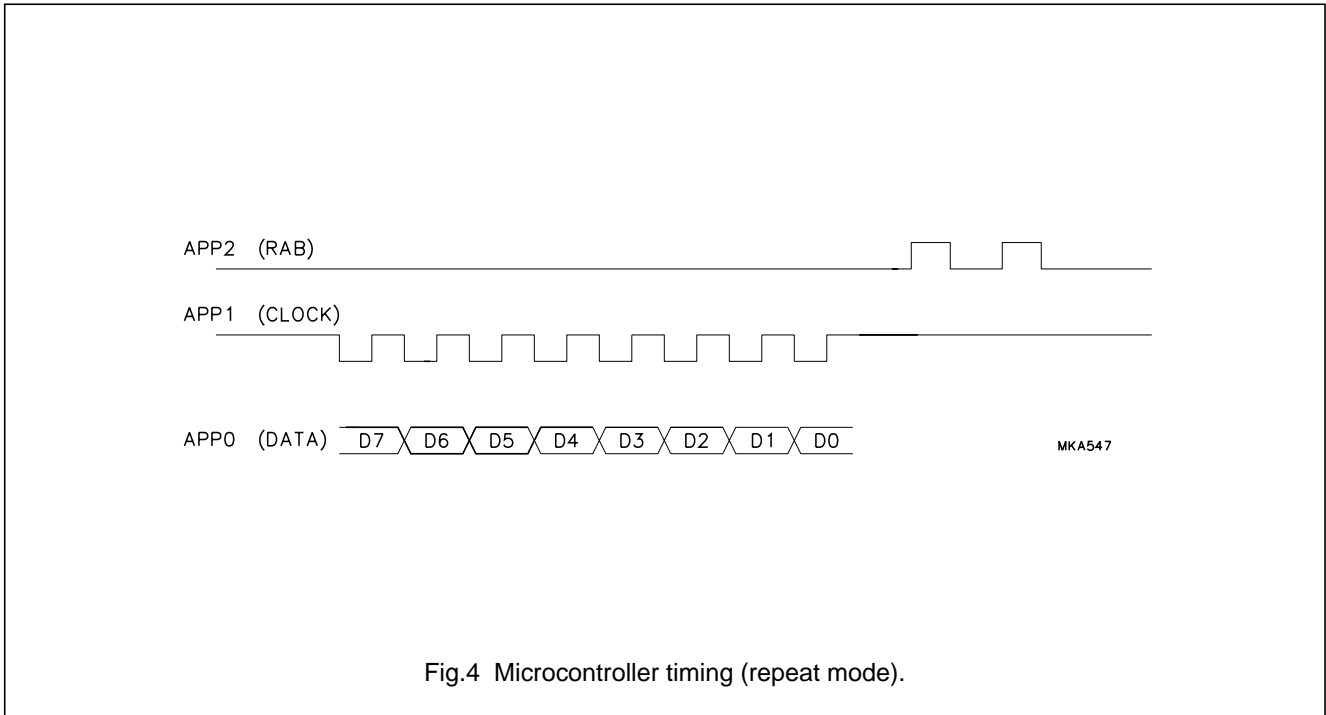 APP2 (RAB)
APP1 (CLOCK)
APP0 (DATA) D7 D6 D5 D4 D3 D2 D1 D0
MKA547
Fig.4 Microcontroller timing (repeat mode).